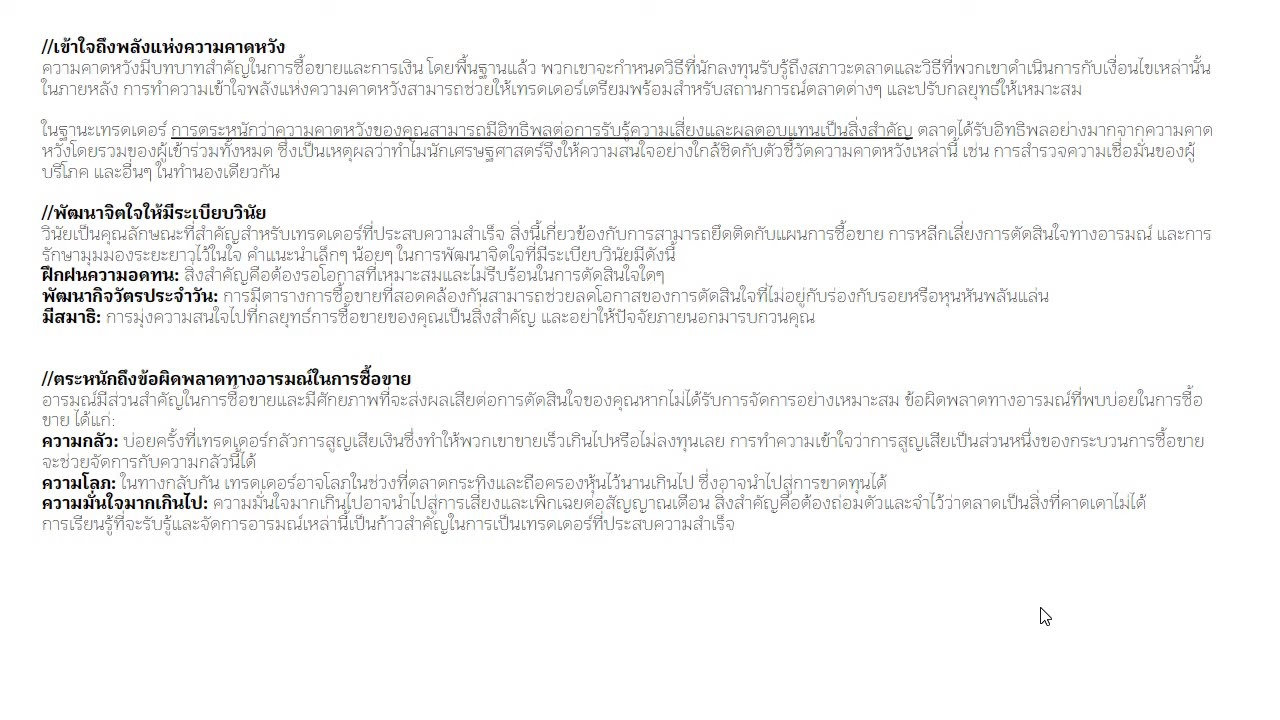 //เข้าใจถึงพลังแห่งความคาดหวัง
ความคาดหวังมีบทบาทสำคัญในการซื้อขายและการเงิน โดยพื้นฐานแล้ว พวกเขาจะกำหนดวิธีที่นักลงทุนรับรู้ถึงสภาวะตลาดและวิธีที่พวกเขาดำเนินการกับเงื่อนไขเหล่านั้น
ในภายหลัง การทำความเข้าใจพลังแห่งความคาดหวังสามารถช่วยให้เทรดเดอร์เตรียมพร้อมสำหรับสถานการณ์ตลาดต่างๆ และปรับกลยุทธ์ให้เหมาะสม
ในฐานะเทรดเดอร์ การตระหนักว่าความคาดหวังของคุณสามารถมีอิทธิพลต่อการรับรู้ความเสี่ยงและผลตอบแทนเป็นสิ่งสำคัญ ตลาดได้รับอิทธิพลอย่างมากจากความคาด
หวังโดยรวมของผู้เข้าร่วมทั้งหมด ซึ่งเป็นเหตุผลว่าทำไมนักเศรษฐศาสตร์จึงให้ความสนใจอย่างใกล้ชิดกับตัวชี้วัดความคาดหวังเหล่านี้ เช่น การสำรวจความเชื่อมั่นของผู้
บริโภค และอื่นๆ ในทำนองเดียวกัน
//พัฒนาจิตใจให้มีระเบียบวินัย
วินัยเป็นคุณลักษณะที่สำคัญสำหรับเทรดเดอร์ที่ประสบความสำเร็จ สิ่งนี้เกี่ยวข้องกับการสามารถยึดติดกับแผนการซื้อขาย การหลีกเลี่ยงการตัดสินใจทางอารมณ์ และการ
รักษามุมมองระยะยาวไว้ในใจ คำแนะนำเล็กๆ น้อยๆ ในการพัฒนาจิตใจที่มีระเบียบวินัยมีดังนี้
ฝึกฝนความอดทน: สิ่งสำคัญคือต้องรอโอกาสที่เหมาะสมและไม่รีบร้อนในการตัดสินใจใดๆ
พัฒนากิจวัตรประจำวัน: การมีตารางการซื้อขายที่สอดคล้องกันสามารถช่วยลดโอกาสของการตัดสินใจที่ไม่อยู่กับร่องกับรอยหรือหุนหันพลันแล่น
มีสมาธิ: การมุ่งความสนใจไปที่กลยุทธ์การซื้อขายของคุณเป็นสิ่งสำคัญ และอย่าให้ปัจจัยภายนอกมารบกวนคุณ
//ตระหนักถึงข้อผิดพลาดทางอารมณ์ในการซื้อขาย
อารมณ์มีส่วนสำคัญในการซื้อขายและมีศักยภาพที่จะส่งผลเสียต่อการตัดสินใจของคุณหากไม่ได้รับการจัดการอย่างเหมาะสม ข้อผิดพลาดทางอารมณ์ที่พบบ่อยในการซื้อ
ขาย ได้แก่:
ความกลัว: บ่อยครั้งที่เทรดเดอร์กลัวการสูญเสียเงินซึ่งทำให้พวกเขาขายเร็วเกินไปหรือไม่ลงทุนเลย การทำความเข้าใจว่าการสูญเสียเป็นส่วนหนึ่งของกระบวนการซื้อขาย
จะช่วยจัดการกับความกลัวนี้ได้
ความโลภ: ในทางกลับกัน เทรดเดอร์อาจโลภในช่วงที่ตลาดกระทิงและถือครองหุ้นไว้นานเกินไป ซึ่งอาจนำไปสู่การขาดทุนได้
ความมั่นใจมากเกินไป: ความมั่นใจมากเกินไปอาจนำไปสู่การเสี่ยงและเพิกเฉยต่อสัญญาณเตือน สิ่งสำคัญคือต้องถ่อมตัวและจำไว้ว่าตลาดเป็นสิ่งที่คาดเดาไม่ได้
การเรียนรู้ที่จะรับรู้และจัดการอารมณ์เหล่านี้เป็นก้าวสำคัญในการเป็นเทรดเดอร์ที่ประสบความสำเร็จ